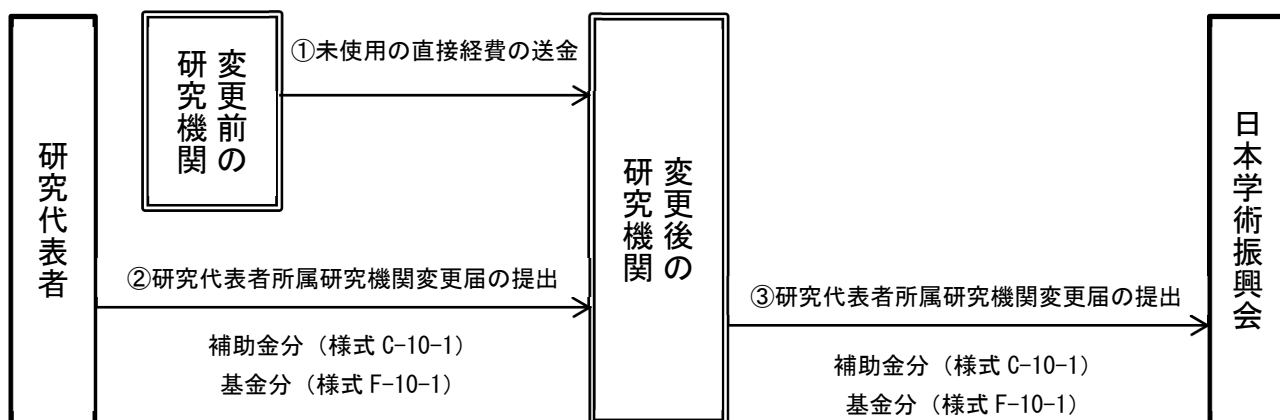 研究代表者
変更前の
研究機関
①未使用の直接経費の送金
変更後の
研究機関
日本学術振興会
②研究代表者所属研究機関変更届の提出
補助金分（様式 C-10-1）
基金分（様式 F-10-1）
③研究代表者所属研究機関変更届の提出
補助金分（様式 C-10-1）
基金分（様式 F-10-1）